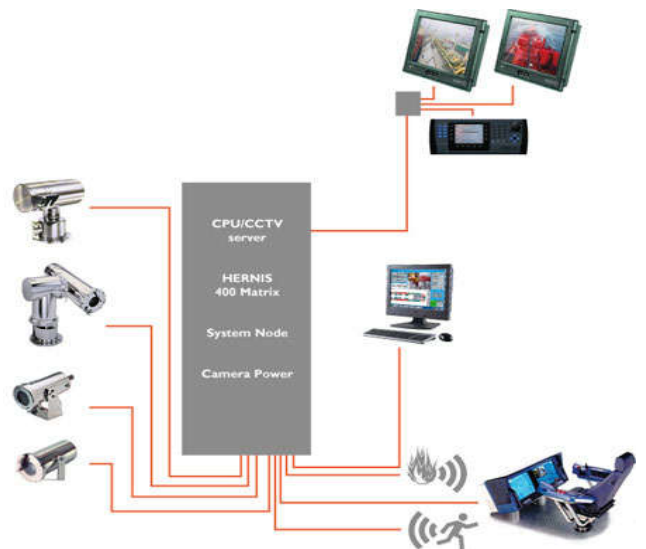 CPU/CCTV
server
HERNIS
400 Matrix
System Node
Camera Power